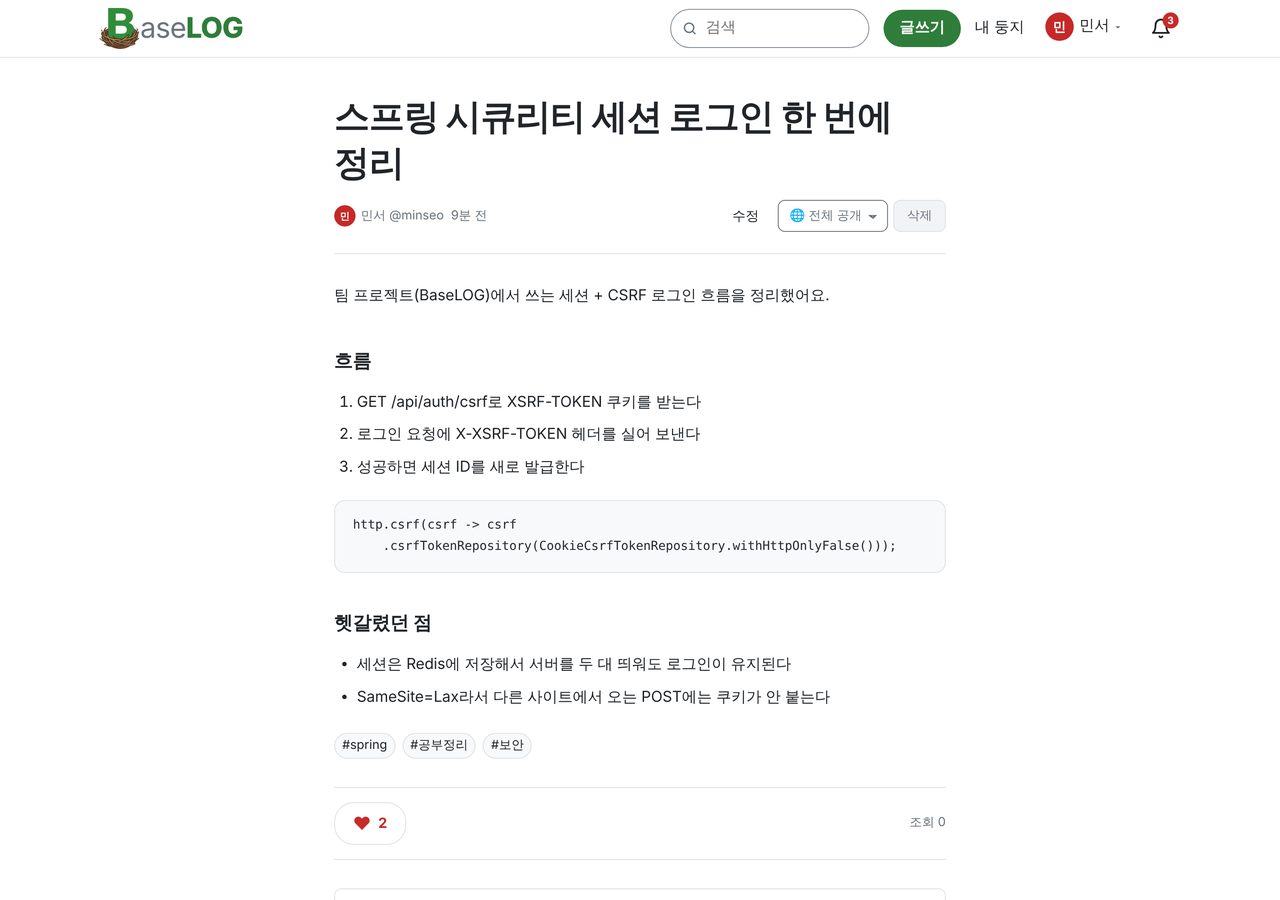 BaseLOG
검색
글쓰기
내 둥지
민
민서
3
스프링 시큐리티 세션 로그인 한 번에
정리
민 민서 @minseo 9분 전
수정
전체 공개
삭제
팀 프로젝트(BaseLOG)에서 쓰는 세션 + CSRF 로그인 흐름을 정리했어요.
흐름
1. GET /api/auth/csrf로 XSRF-TOKEN 쿠키를 받는다
2. 로그인 요청에 X-XSRF-TOKEN 헤더를 실어 보낸다
3. 성공하면 세션 ID를 새로 발급한다
http.csrf(csrf -> csrf
    .csrfTokenRepository(CookieCsrfTokenRepository.withHttpOnlyFalse()));
헷갈렸던 점
• 세션은 Redis에 저장해서 서버를 두 대 띄워도 로그인이 유지된다
• SameSite=Lax라서 다른 사이트에서 오는 POST에는 쿠키가 안 붙는다
#spring #공부정리 #보안
2
조회 0